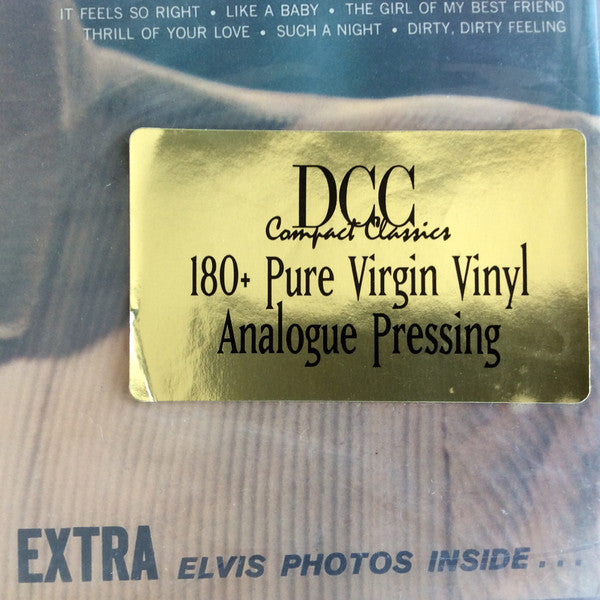 IT FEELS SO RIGHT • LIKE A BABY • THE GIRL OF MY BEST FRIEND
THRILL OF YOUR LOVE • SUCH A NIGHT • DIRTY, DIRTY FEELING
DCC
Compact Classics
180+ Pure Virgin Vinyl
Analogue Pressing
EXTRA ELVIS PHOTOS INSIDE...